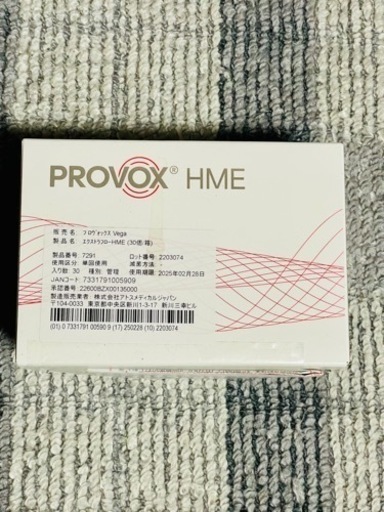 PROVOX® HME
販売名: プロヴォックス Vega
製品名: エクストラフローHME (30個/箱)
製品番号: 7291 ロット番号: 2203074
使用区分: 単回使用 滅菌方法: -
入り数 30 種別: 管理 使用期限: 2025年02月28日
JANコード: 7331791005909
承認番号: 22600BZX00135000
製造販売業者: 株式会社アトスメディカルジャパン
〒104-0033 東京都中央区新川1-3-17 新川三幸ビル
(01) 0 7331791 00590 9 (17) 250228 (10) 2203074